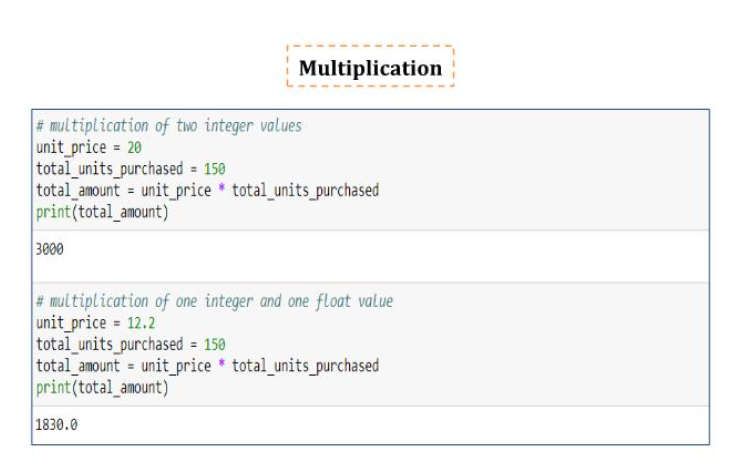 Multiplication
# multiplication of two integer values
unit_price = 20
total_units_purchased = 150
total_amount = unit_price * total_units_purchased
print(total_amount)
3000
# multiplication of one integer and one float value
unit_price = 12.2
total_units_purchased = 150
total_amount = unit_price * total_units_purchased
print(total_amount)
1830.0